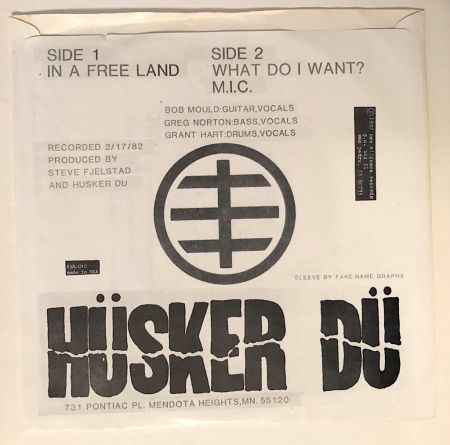 SIDE 1
IN A FREE LAND
SIDE 2
WHAT DO I WANT?
M.I.C.
BOB MOULD:GUITAR,VOCALS
GREG NORTON:BASS,VOCALS
GRANT HART:DRUMS,VOCALS
RECORDED 2/17/82
PRODUCED BY
STEVE FJELSTAD
AND HUSKER DU
made in USA
SLEEVE BY FAKE NAME GRAPHX
HÜSKER DÜ
731 PONTIAC PL. MENDOTA HEIGHTS,MN. 55120